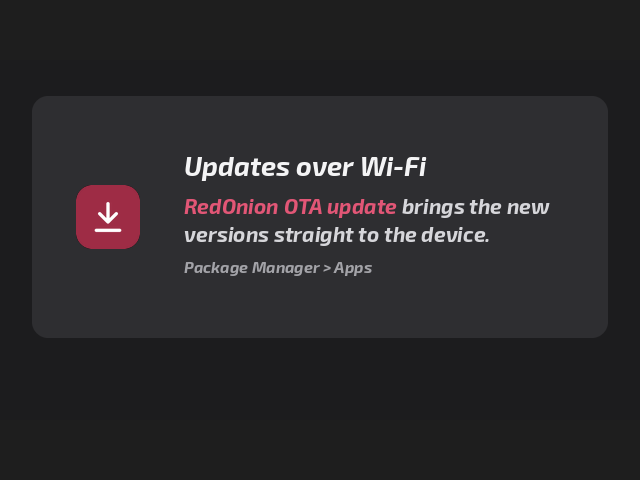 Updates over Wi-Fi
RedOnion OTA update brings the new
versions straight to the device.
Package Manager > Apps